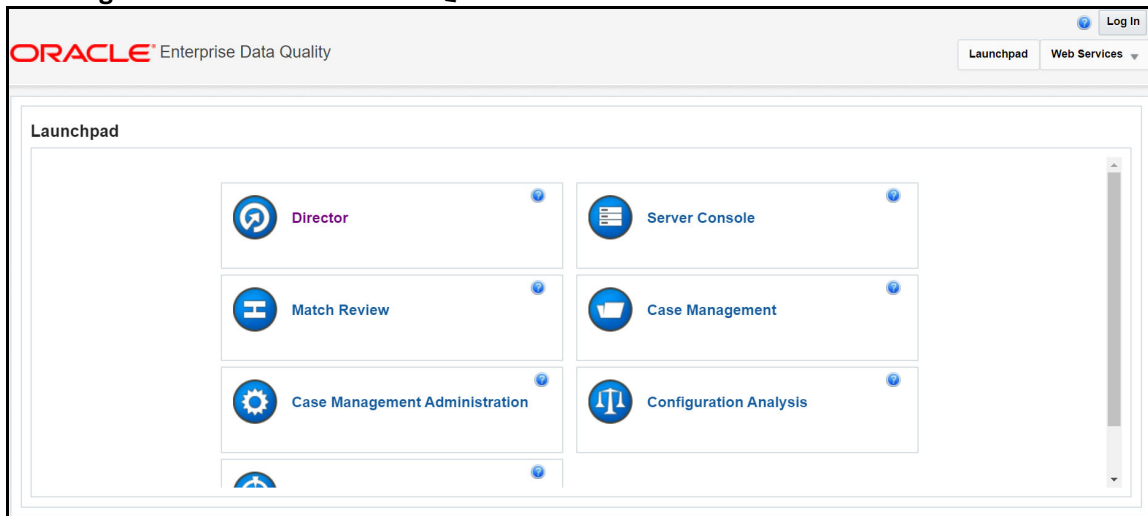 Log In
ORACLE Enterprise Data Quality
Launchpad Web Services
Launchpad
Director
Server Console
Match Review
Case Management
Case Management Administration
Configuration Analysis